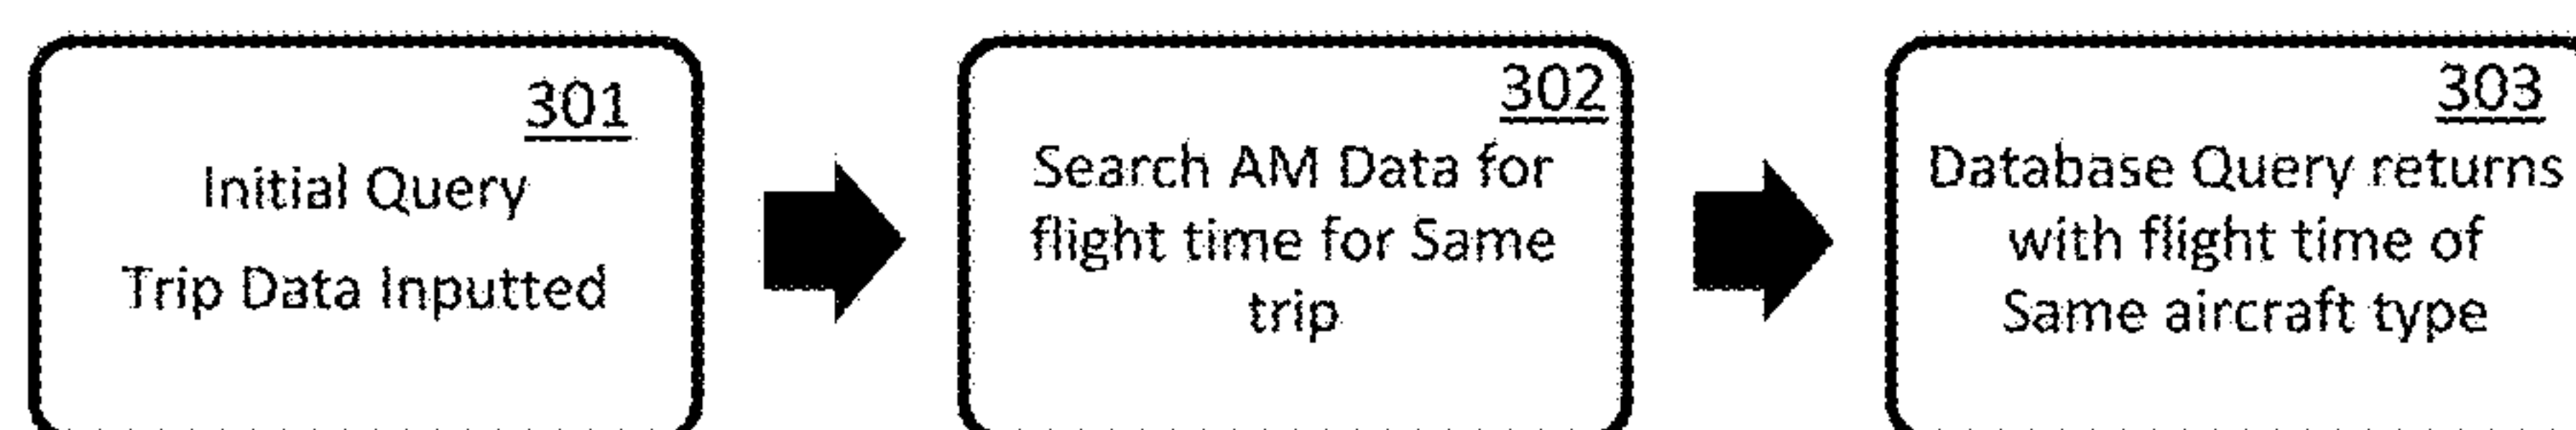 301
Initial Query
Trip Data Inputted
302
Search AM Data for
flight time for Same
trip
303
Database Query returns
with flight time of
Same aircraft type